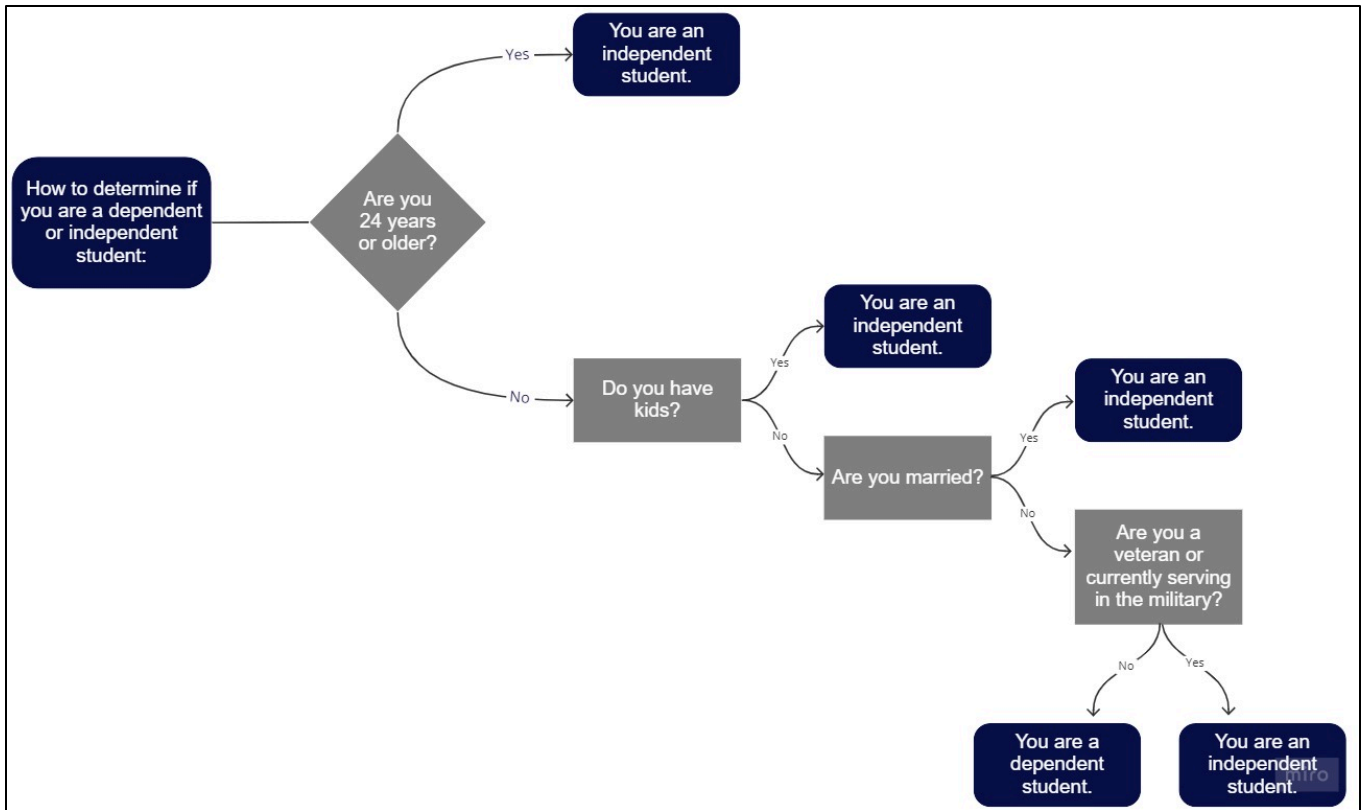 How to determine if
you are a dependent
or independent
student:
Are you
24 years
or older?
Yes
You are an
independent
student.
No
Do you have
kids?
Yes
You are an
independent
student.
No
Are you married?
Yes
You are an
independent
student.
No
Are you a
veteran or
currently serving
in the military?
No
You are a
dependent
student.
Yes
You are an
independent
student.
miro